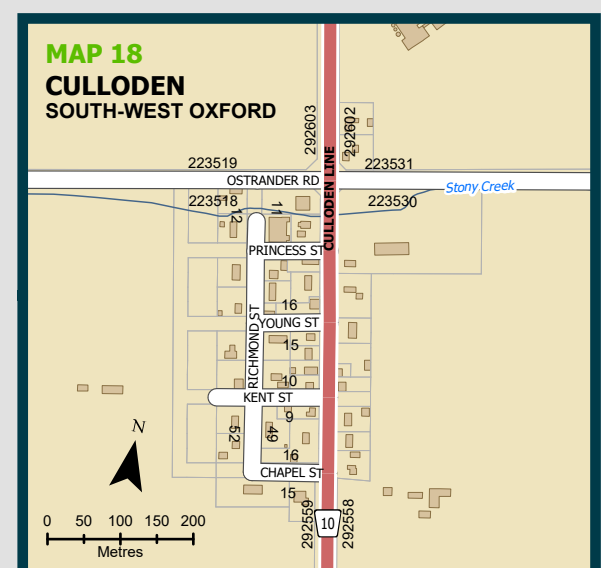 MAP 18
CULLODEN
SOUTH-WEST OXFORD
292603
292602
CULLODEN LINE
223519
223531
OSTRANDER RD
Stony Creek
223518
223530
12
11
PRINCESS ST
RICHMOND ST
16
YOUNG ST
15
10
KENT ST
9
52
49
16
CHAPEL ST
15
N
292559
10
292558
0 50 100 150 200
Metres